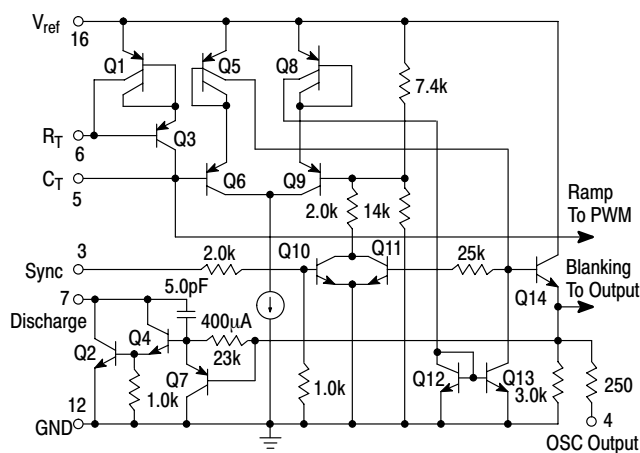 Vref
16
Q1
Q5
Q8
7.4k
RT
6
Q3
CT
5
Q6
Q9
2.0k
14k
Ramp
To PWM
Sync
3
2.0k
Q10
Q11
25k
Q14
Blanking
To Output
7
Discharge
5.0pF
400µA
Q2
Q4
23k
Q7
1.0k
1.0k
Q12
Q13
3.0k
250
12
GND
4
OSC Output